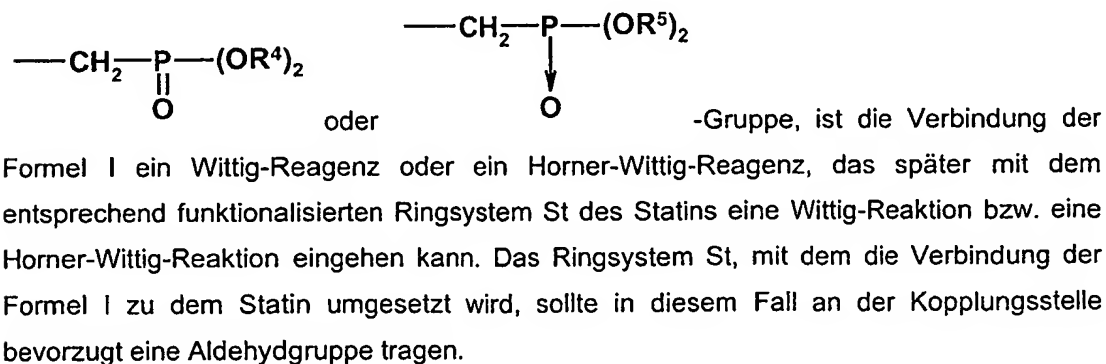 —CH₂—P—(OR⁴)₂
O
oder
—CH₂—P—(OR⁵)₂
O
-Gruppe, ist die Verbindung der
Formel I ein Wittig-Reagenz oder ein Horner-Wittig-Reagenz, das später mit dem
entsprechend funktionalisierten Ringsystem St des Statins eine Wittig-Reaktion bzw. eine
Horner-Wittig-Reaktion eingehen kann. Das Ringsystem St, mit dem die Verbindung der
Formel I zu dem Statin umgesetzt wird, sollte in diesem Fall an der Kopplungsstelle
bevorzugt eine Aldehydgruppe tragen.